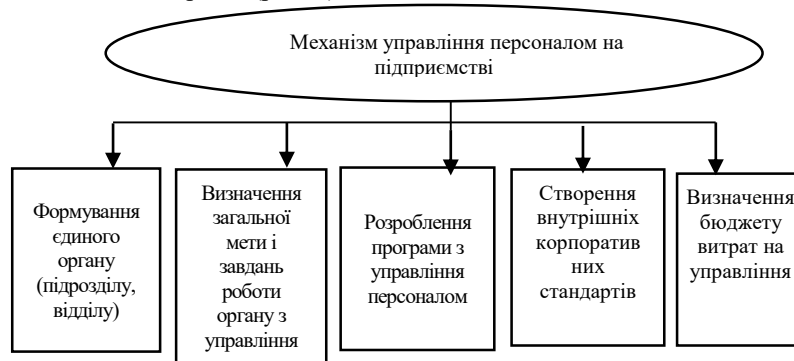 Механізм управління персоналом на
підприємстві
Формування
єдиного
органу
(підрозділу,
відділу)
Визначення
загальної
мети і
завдань
роботи
органу з
управління
Розроблення
програми з
управління
персоналом
Створення
внутрішніх
корпоратив
них
стандартів
Визначення
бюджету
витрат на
управління